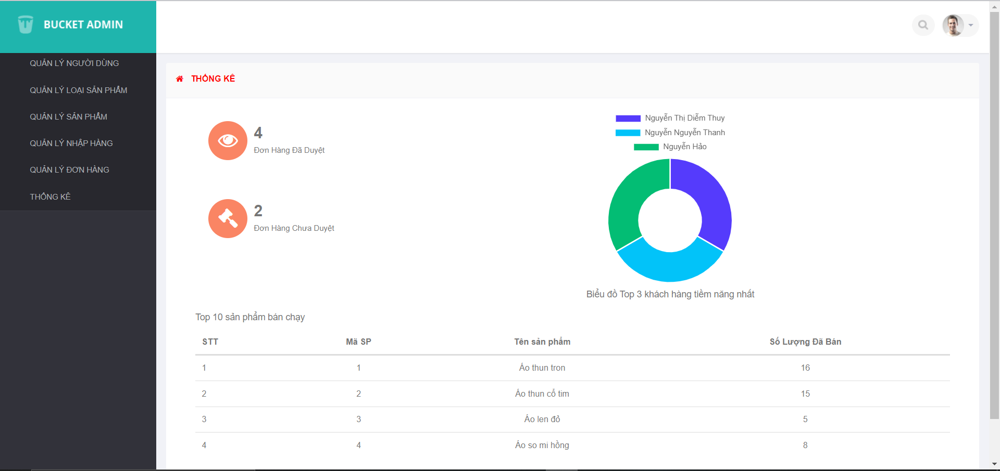 BUCKET ADMIN
QUẢN LÝ NGƯỜI DÙNG
QUẢN LÝ LOẠI SẢN PHẨM
QUẢN LÝ SẢN PHẨM
QUẢN LÝ NHẬP HÀNG
QUẢN LÝ ĐƠN HÀNG
THỐNG KÊ
THỐNG KÊ
4
Đơn Hàng Đã Duyệt
2
Đơn Hàng Chưa Duyệt
Nguyễn Thị Diễm Thuy
Nguyễn Nguyễn Thanh
Nguyễn Hảo
Biểu đồ Top 3 khách hàng tiềm năng nhất
Top 10 sản phẩm bán chạy
STT Mã SP Tên sản phẩm Số Lượng Đã Bán
1 1 Áo thun tron 16
2 2 Áo thun cổ tim 15
3 3 Áo len đỏ 5
4 4 Áo so mi hồng 8